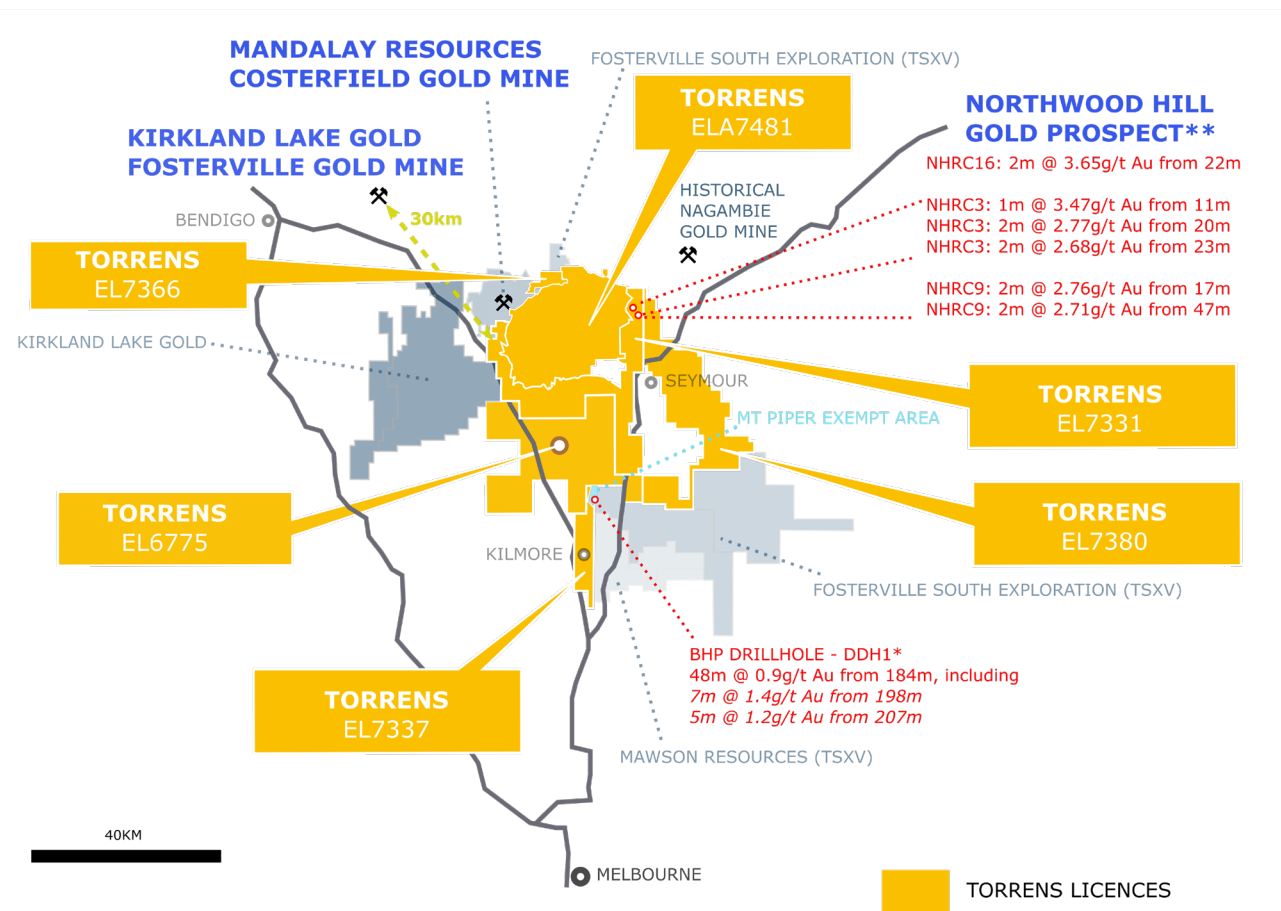 MANDALAY RESOURCES
COSTERFIELD GOLD MINE
FOSTERVILLE SOUTH EXPLORATION (TSXV)
TORRENS
ELA7481
NORTHWOOD HILL
GOLD PROSPECT**
KIRKLAND LAKE GOLD
FOSTERVILLE GOLD MINE
NHRC16: 2m @ 3.65g/t Au from 22m
HISTORICAL
NAGAMBIE
GOLD MINE
NHRC3: 1m @ 3.47g/t Au from 11m
NHRC3: 2m @ 2.77g/t Au from 20m
NHRC3: 2m @ 2.68g/t Au from 23m
BENDIGO
30km
TORRENS
EL7366
NHRC9: 2m @ 2.76g/t Au from 17m
NHRC9: 2m @ 2.71g/t Au from 47m
KIRKLAND LAKE GOLD
SEYMOUR
TORRENS
EL7331
MT PIPER EXEMPT AREA
TORRENS
EL6775
TORRENS
EL7380
KILMORE
FOSTERVILLE SOUTH EXPLORATION (TSXV)
BHP DRILLHOLE - DDH1*
48m @ 0.9g/t Au from 184m, including
7m @ 1.4g/t Au from 198m
5m @ 1.2g/t Au from 207m
TORRENS
EL7337
MAWSON RESOURCES (TSXV)
40KM
MELBOURNE
TORRENS LICENCES